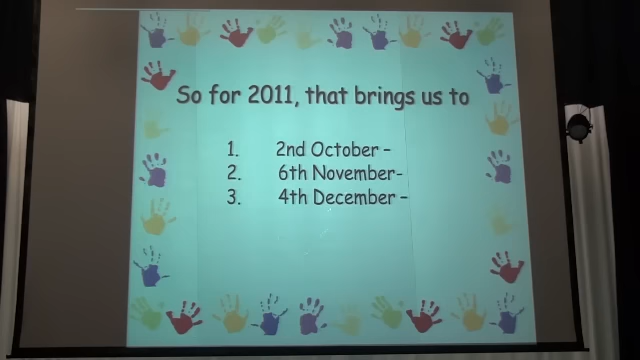 So for 2011, that brings us to
1. 2nd October –
2. 6th November-
3. 4th December –